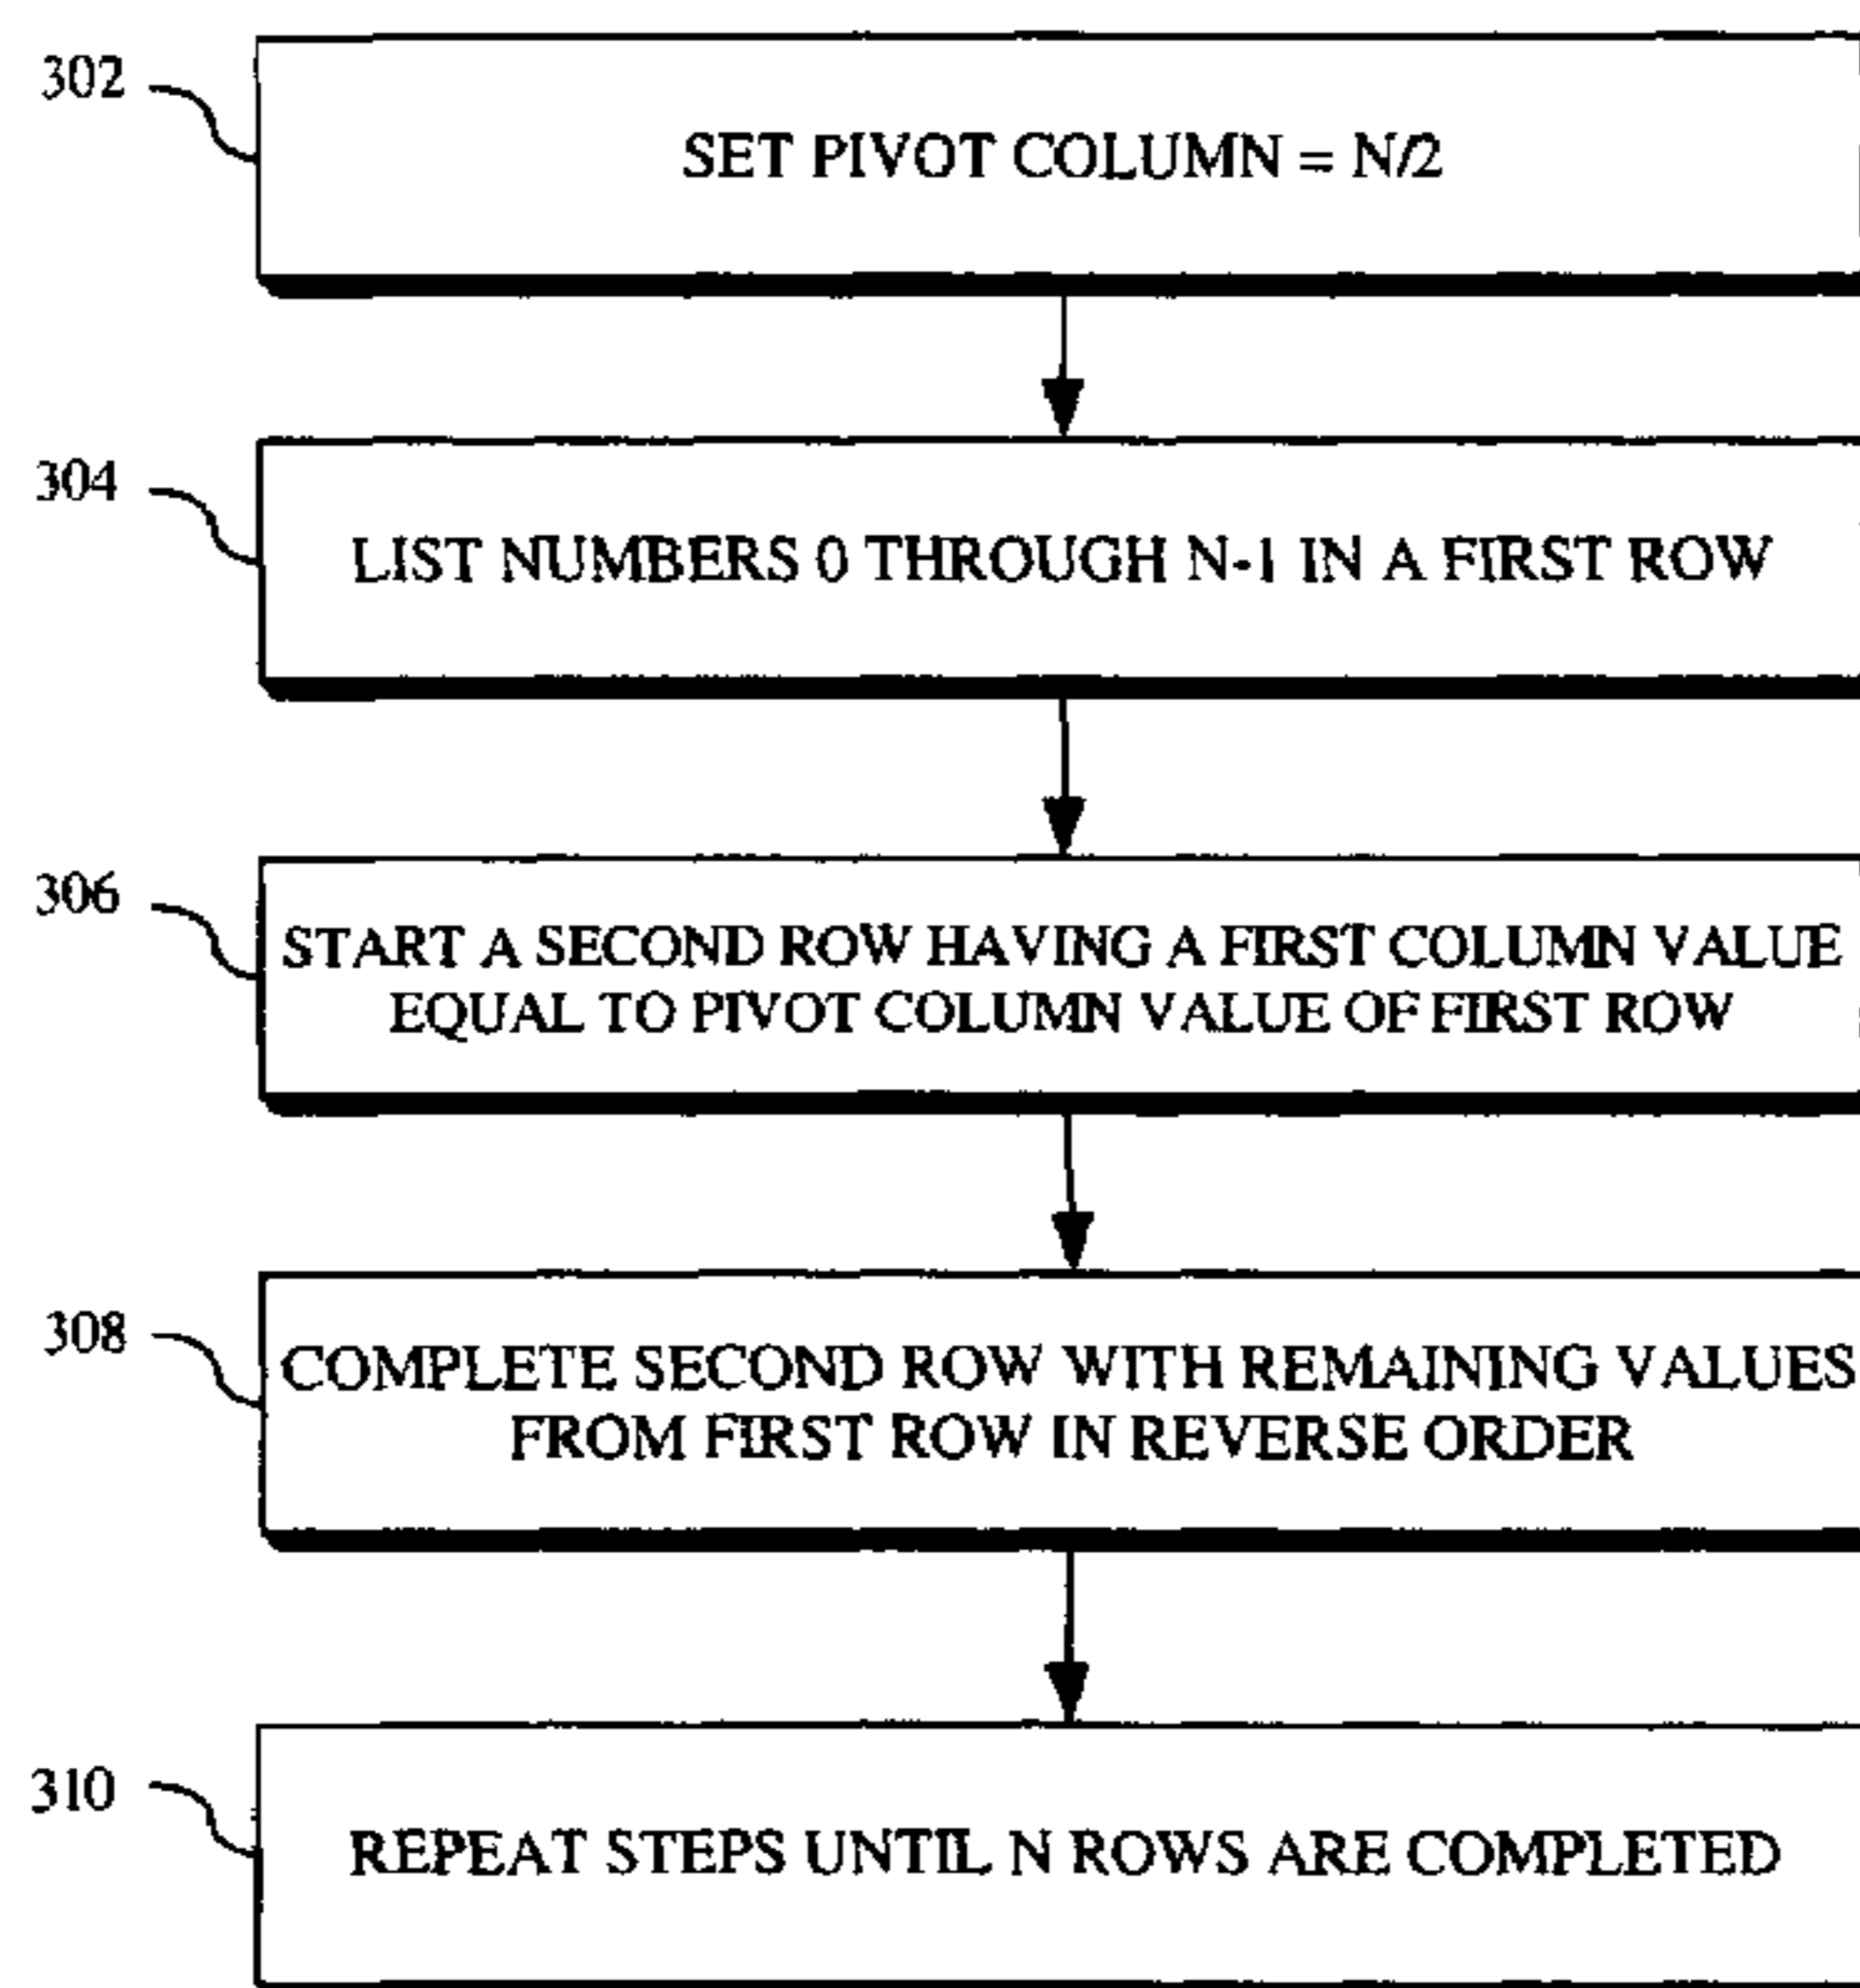 302
SET PIVOT COLUMN = N/2
304
LIST NUMBERS 0 THROUGH N-1 IN A FIRST ROW
306
START A SECOND ROW HAVING A FIRST COLUMN VALUE
EQUAL TO PIVOT COLUMN VALUE OF FIRST ROW
308
COMPLETE SECOND ROW WITH REMAINING VALUES
FROM FIRST ROW IN REVERSE ORDER
310
REPEAT STEPS UNTIL N ROWS ARE COMPLETED